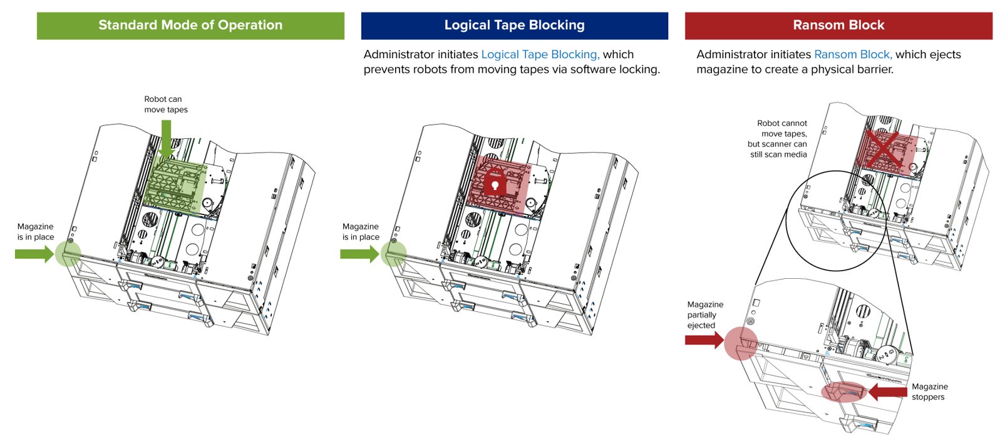 Standard Mode of Operation
Robot can
move tapes
Magazine
is in place
Logical Tape Blocking
Administrator initiates Logical Tape Blocking, which
prevents robots from moving tapes via software locking.
Magazine
is in place
Ransom Block
Administrator initiates Ransom Block, which ejects
magazine to create a physical barrier.
Robot cannot
move tapes,
but scanner can
still scan media
Magazine
partially
ejected
Quantum
Magazine
stoppers